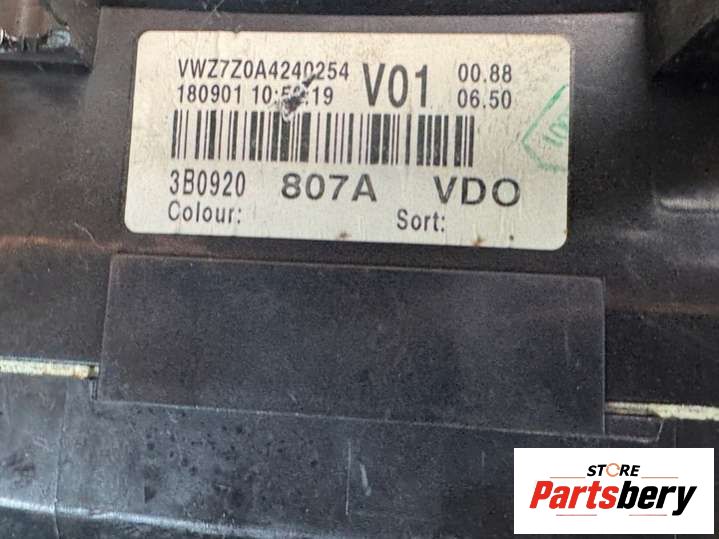 VWZ7Z0A4240254 V01 00.88
180901 06.50
3B0920 807A VDO
Colour: Sort:
STORE
Partsbery